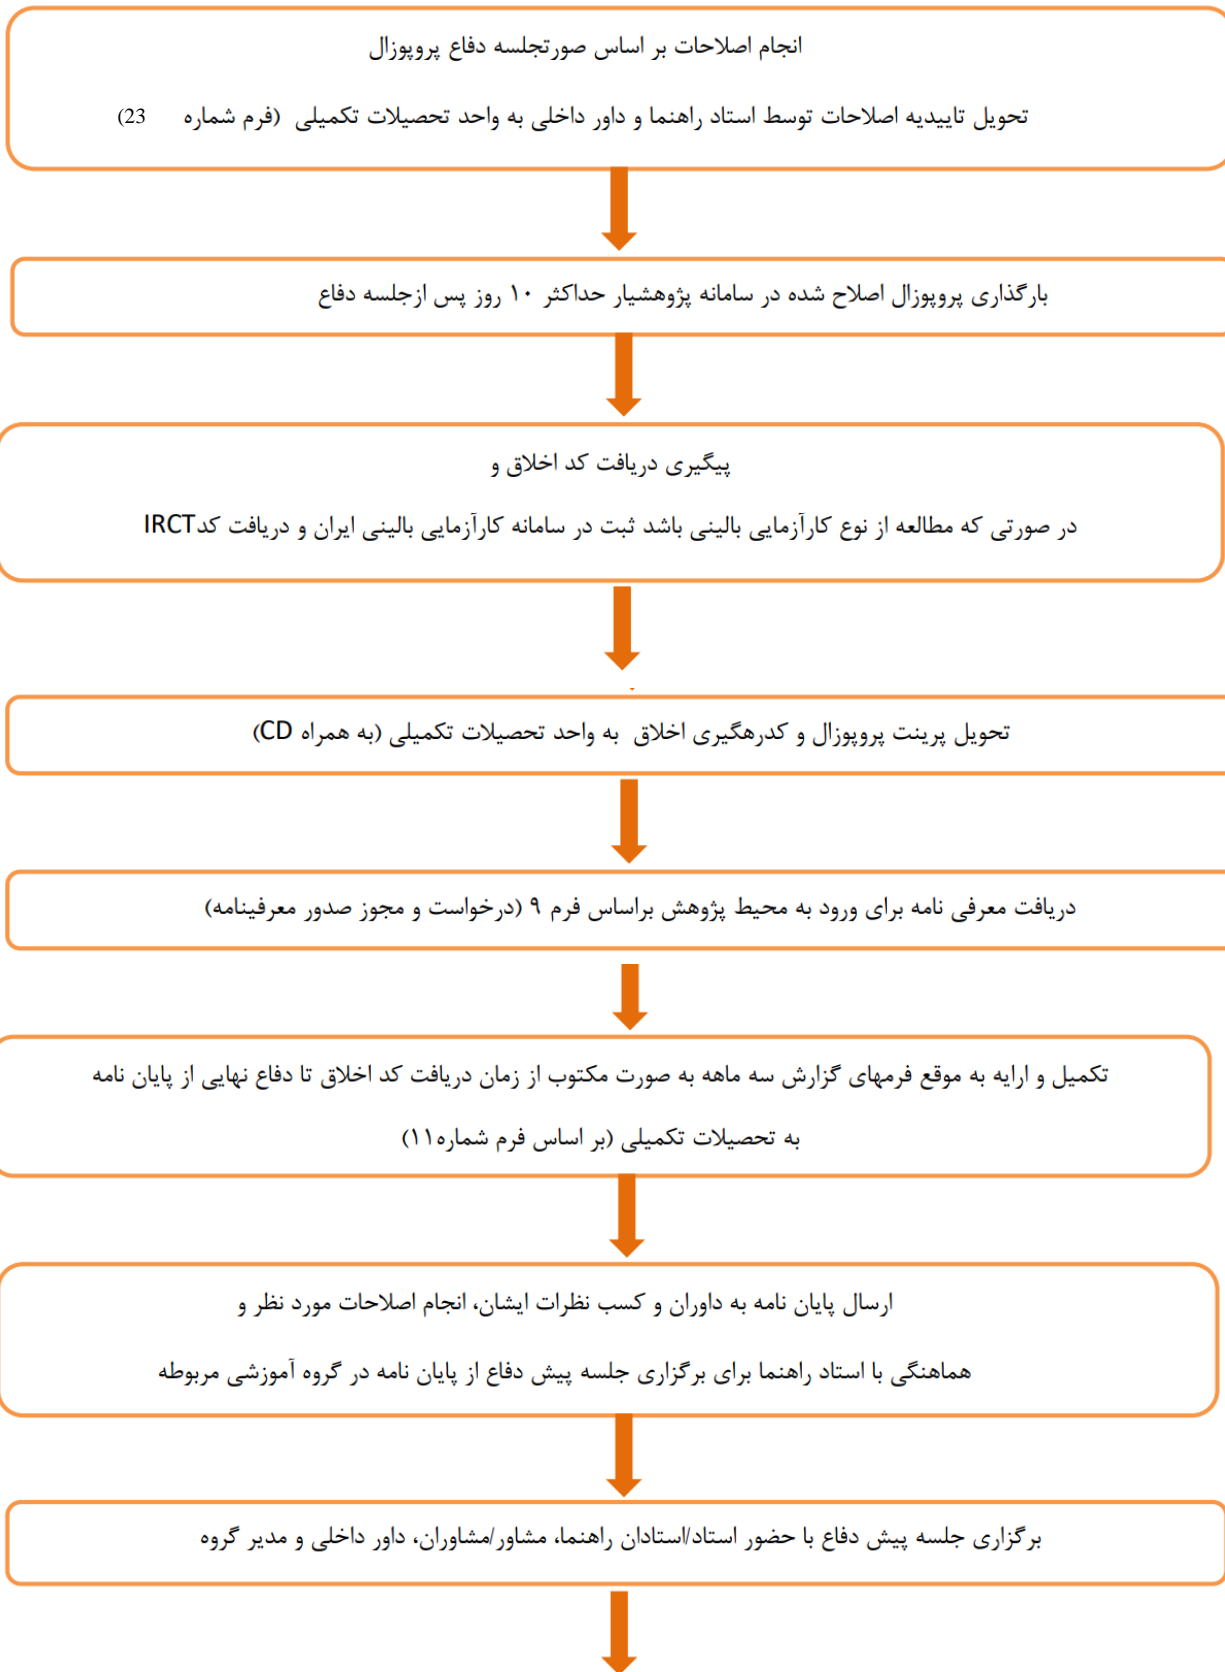 انجام اصلاحات بر اساس صورتجلسه دفاع پروپوزال
تحویل تاییدیه اصلاحات توسط استاد راهنما و داور داخلی به واحد تحصیلات تکمیلی (فرم شماره 23)
بارگذاری پروپوزال اصلاح شده در سامانه پژوهشیار حداکثر ۱۰ روز پس ازجلسه دفاع
پیگیری دریافت کد اخلاق و
در صورتی که مطالعه از نوع کارآزمایی بالینی باشد ثبت در سامانه کارآزمایی بالینی ایران و دریافت کدIRCT
تحویل پرینت پروپوزال و کدرهگیری اخلاق به واحد تحصیلات تکمیلی (به همراه CD)
دریافت معرفی نامه برای ورود به محیط پژوهش براساس فرم ۹ (درخواست و مجوز صدور معرفینامه)
تکمیل و ارایه به موقع فرمهای گزارش سه ماهه به صورت مکتوب از زمان دریافت کد اخلاق تا دفاع نهایی از پایان نامه
به تحصیلات تکمیلی (بر اساس فرم شماره۱۱)
ارسال پایان نامه به داوران و کسب نظرات ایشان، انجام اصلاحات مورد نظر و
هماهنگی با استاد راهنما برای برگزاری جلسه پیش دفاع از پایان نامه در گروه آموزشی مربوطه
برگزاری جلسه پیش دفاع با حضور استاد/استادان راهنما، مشاور/مشاوران، داور داخلی و مدیر گروه